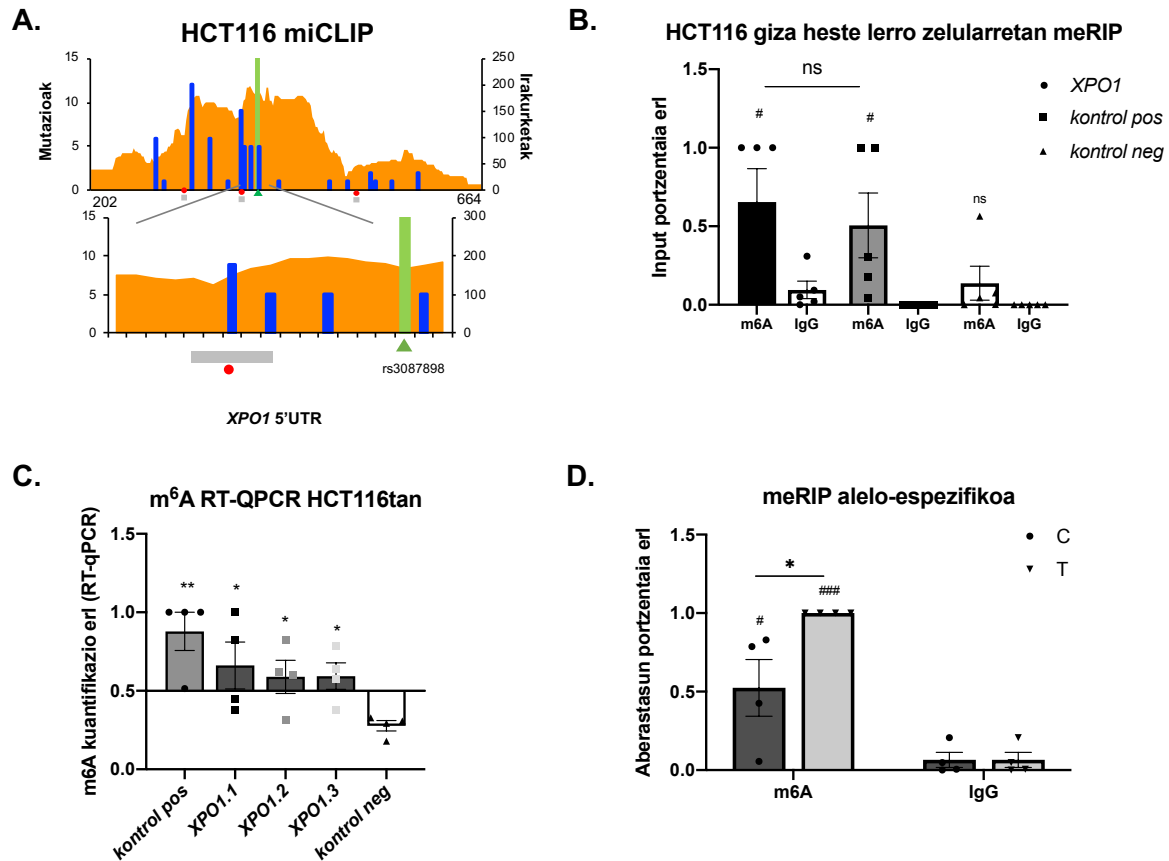 A.
HCT116 miCLIP
Mutazioak
Irakurketak
15
10
5
0
250
200
150
100
50
0
202
664
15
10
5
0
300
200
100
0
rs3087898
XPO1 5'UTR
B.
HCT116 giza heste lerro zelularretan meRIP
Input portzentaia erl
1.5
1.0
0.5
0.0
ns
#
#
ns
XPO1
kontrol pos
kontrol neg
m6A IgG m6A IgG m6A IgG
C.
m⁶A RT-QPCR HCT116tan
m6A kuantifikazio erl (RT-qPCR)
1.5
1.0
0.5
0.0
**
*
*
*
kontrol pos
XPO1.1
XPO1.2
XPO1.3
kontrol neg
D.
meRIP alelo-espezifikoa
Aberastasun portzentaia erl
1.5
1.0
0.5
0.0
*
#
###
C
T
m6A IgG